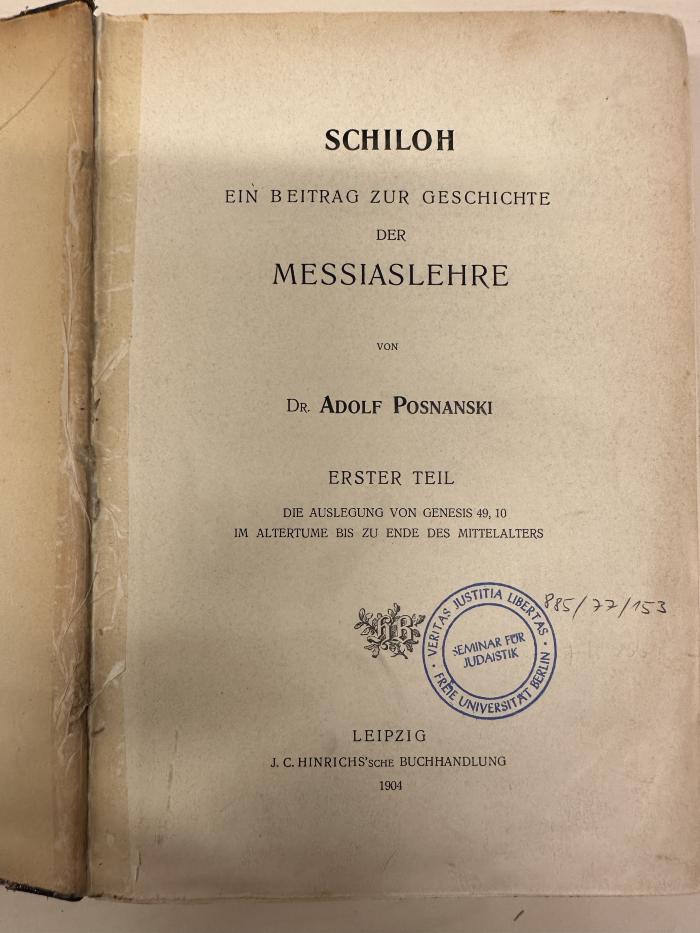 SCHILOH
EIN BEITRAG ZUR GESCHICHTE
DER
MESSIASLEHRE
VON
DR. ADOLF POSNANSKI
ERSTER TEIL
DIE AUSLEGUNG VON GENESIS 49, 10
IM ALTERTUME BIS ZU ENDE DES MITTELALTERS
HB
VERITAS JUSTITIA LIBERTAS
SEMINAR FÜR
JUDAISTIK
FREIE UNIVERSITÄT BERLIN
885/77/153
LEIPZIG
J. C. HINRICHS'SCHE BUCHHANDLUNG
1904